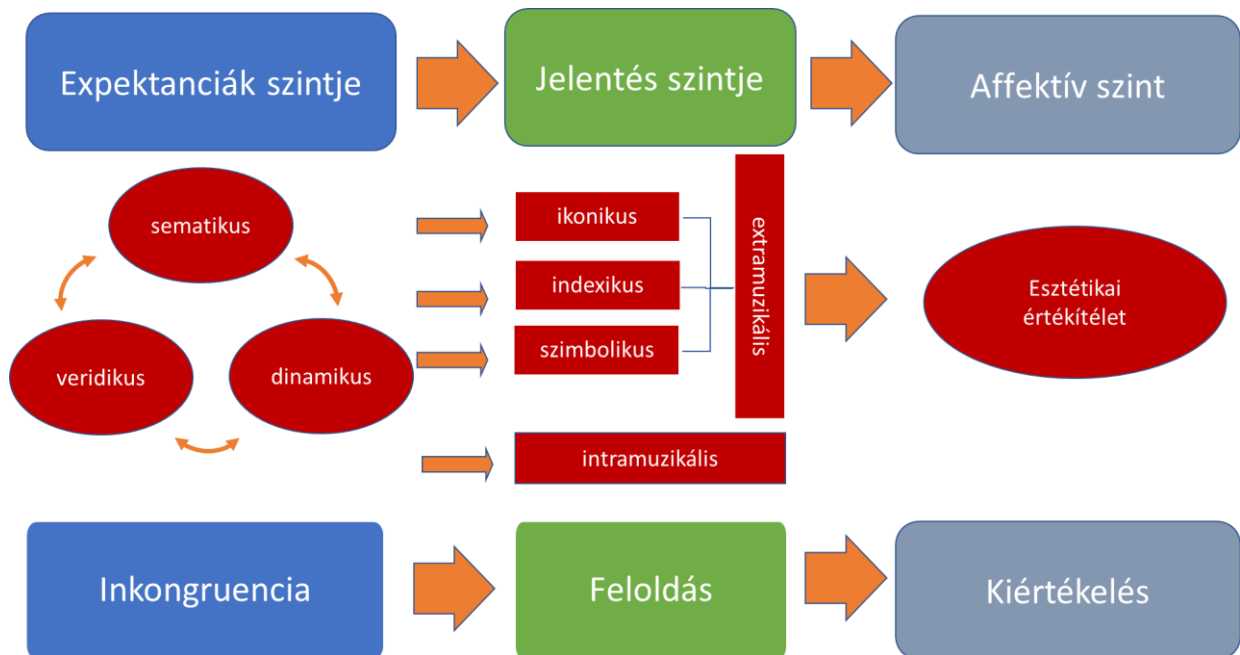 Expektanciák szintje
Jelentés szintje
Affektív szint
sematikus
veridikus
dinamikus
ikonikus
indexikus
szimbolikus
extramuzikális
intramuzikális
Esztétikai
értékítélet
Inkongruencia
Feloldás
Kiértékelés